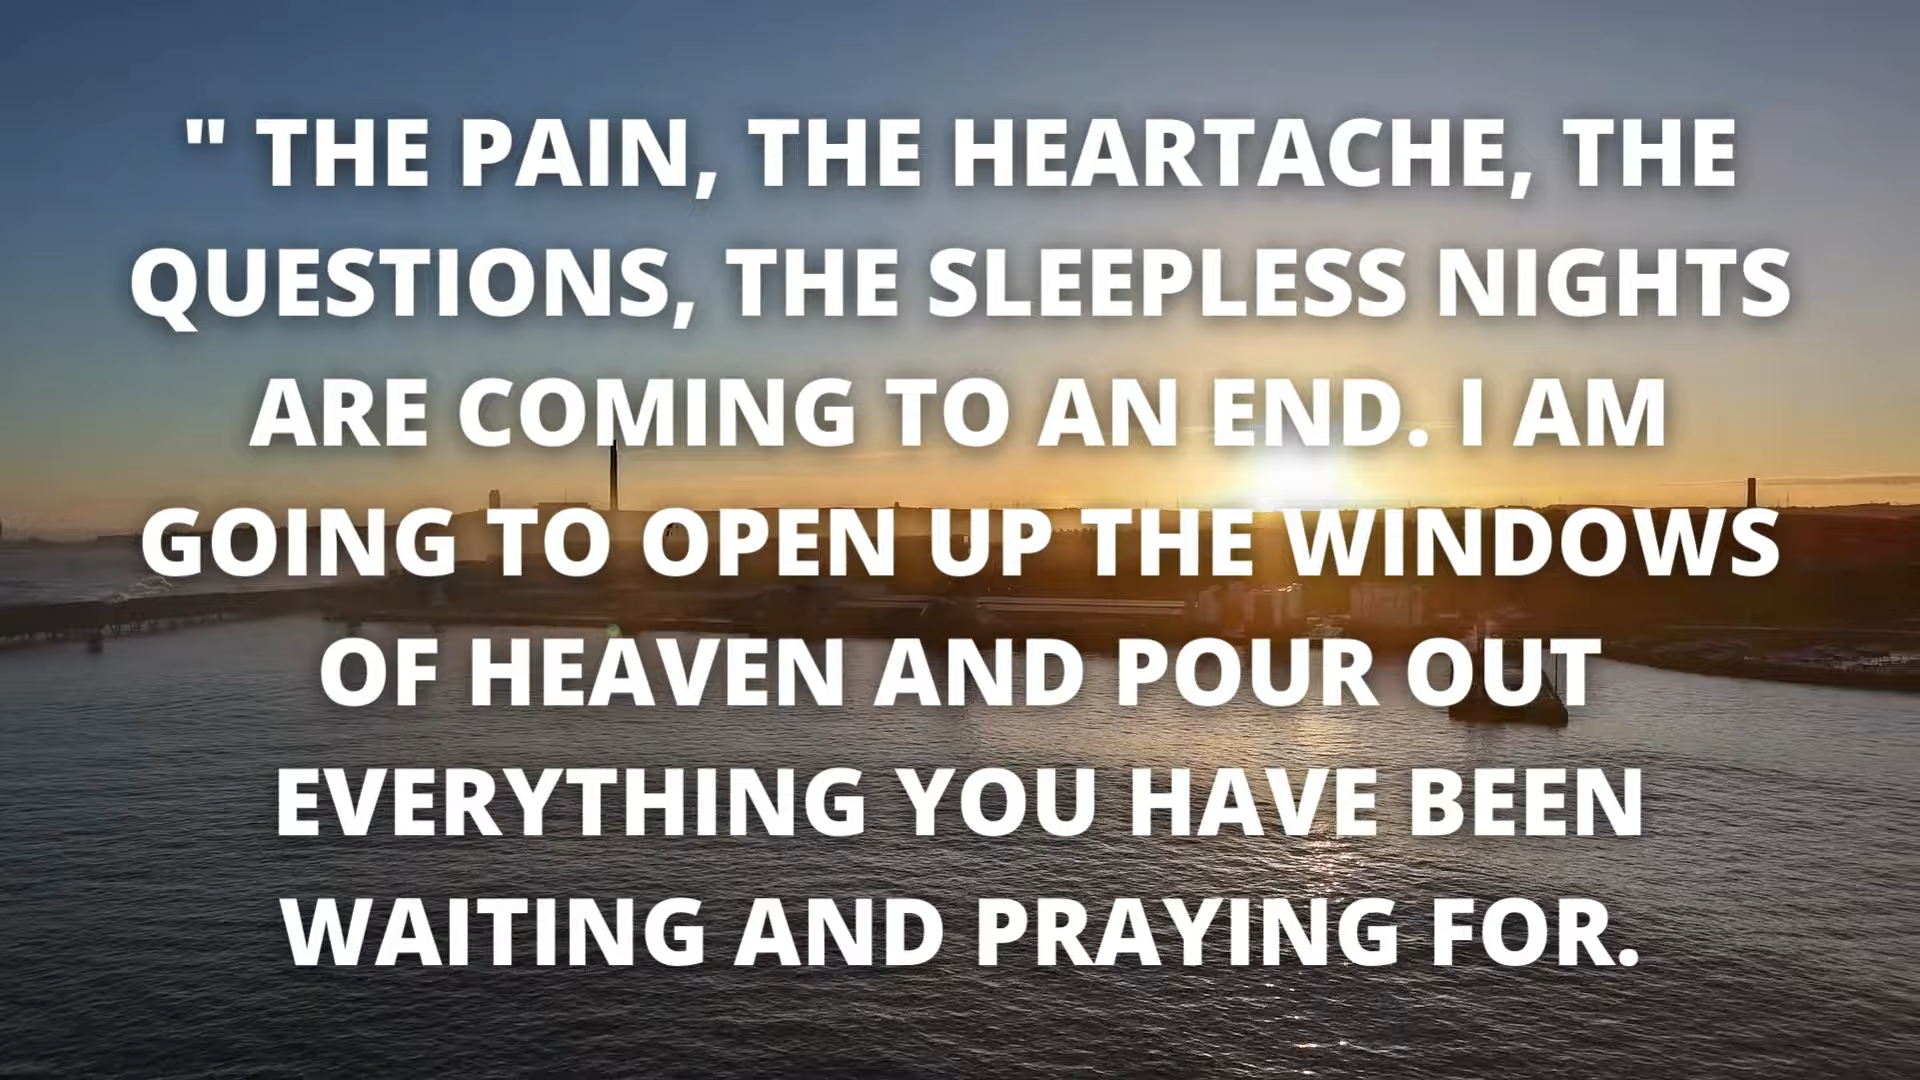 " THE PAIN, THE HEARTACHE, THE
QUESTIONS, THE SLEEPLESS NIGHTS
ARE COMING TO AN END. I AM
GOING TO OPEN UP THE WINDOWS
OF HEAVEN AND POUR OUT
EVERYTHING YOU HAVE BEEN
WAITING AND PRAYING FOR.